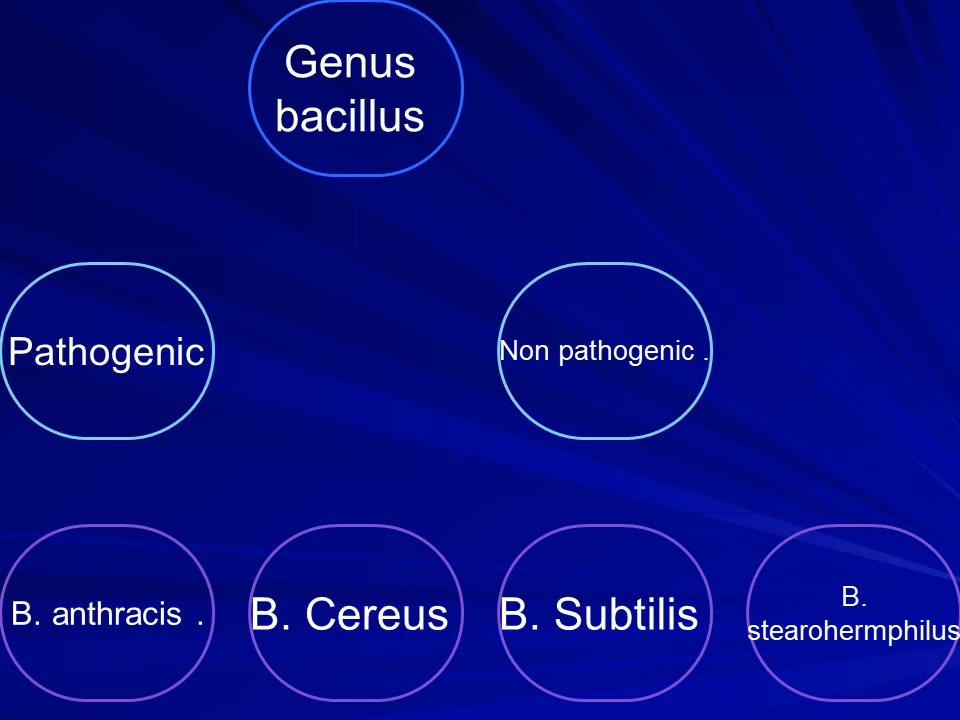 Genus
bacillus
Pathogenic
Non pathogenic .
B. anthracis .
B. Cereus
B. Subtilis
B.
stearohermphilus